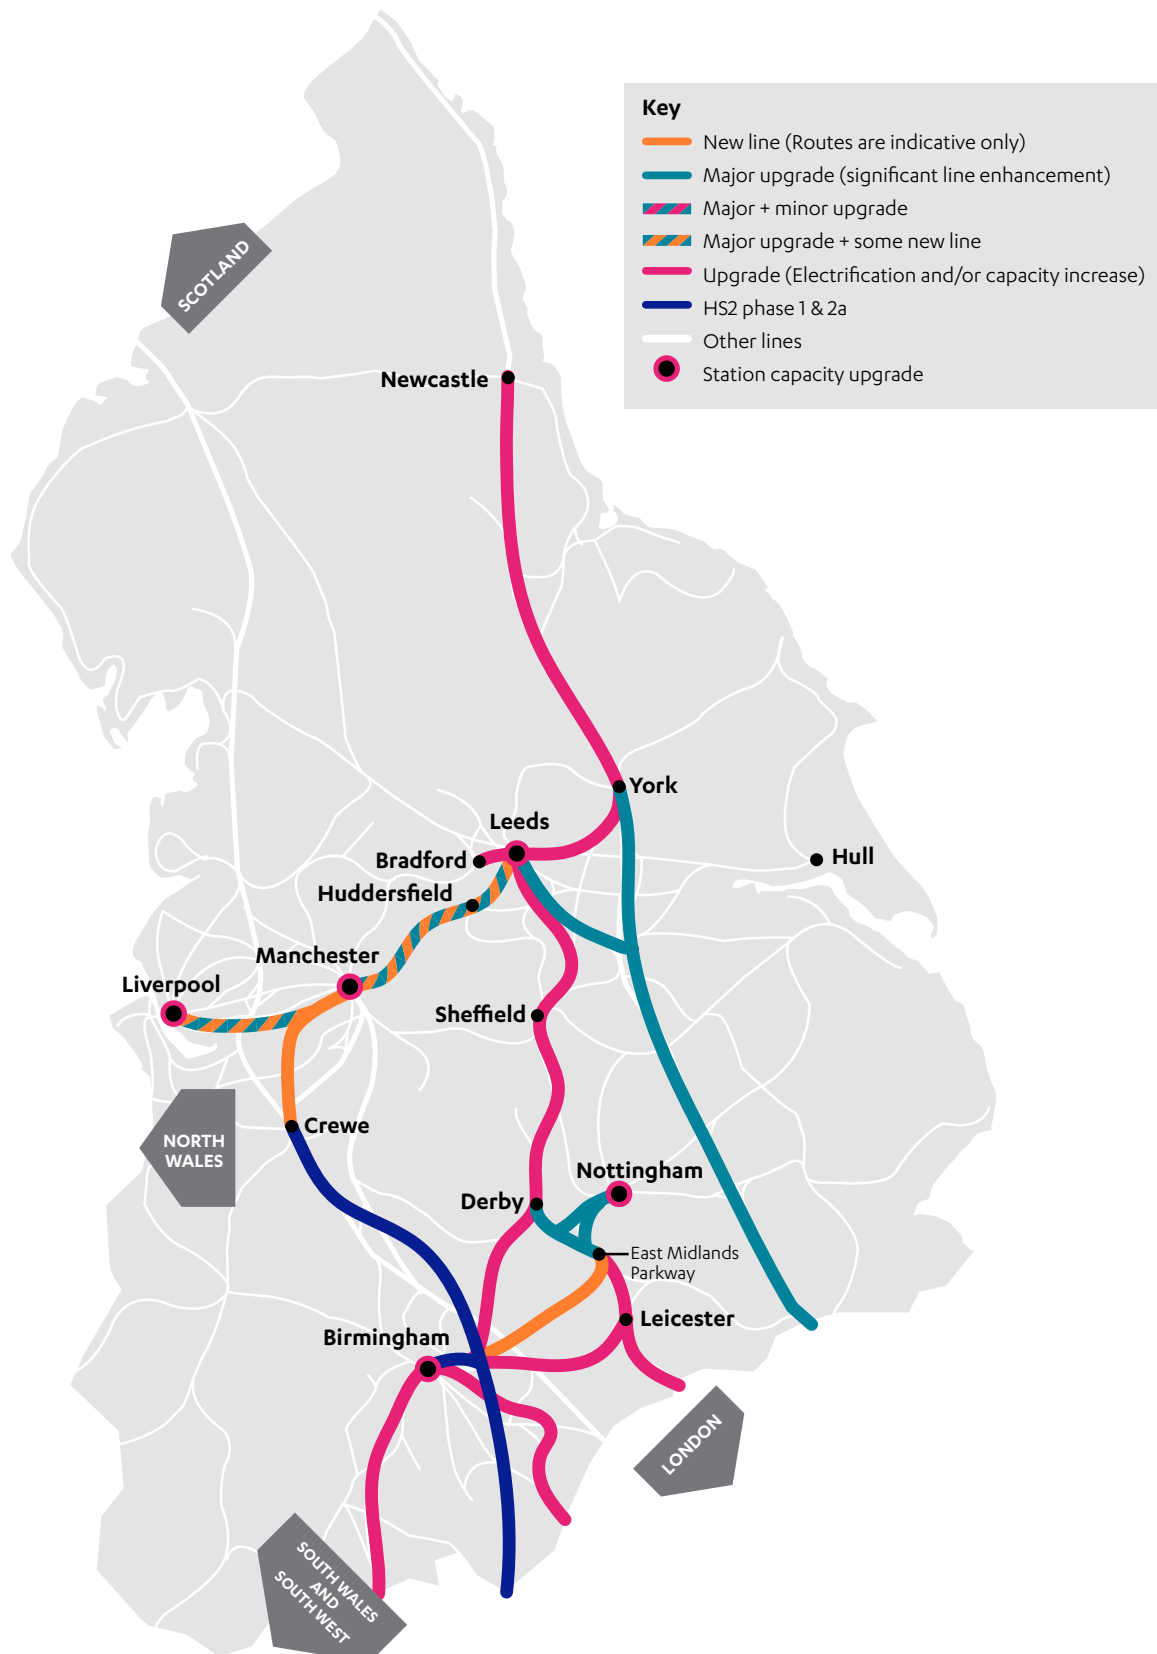 Key
New line (Routes are indicative only)
Major upgrade (significant line enhancement)
Major + minor upgrade
Major upgrade + some new line
Upgrade (Electrification and/or capacity increase)
HS2 phase 1 & 2a
Other lines
Station capacity upgrade
SCOTLAND
Newcastle
York
Leeds
Bradford
Hull
Huddersfield
Manchester
Liverpool
Sheffield
Crewe
NORTH
WALES
Nottingham
Derby
East Midlands
Parkway
Leicester
Birmingham
LONDON
SOUTH WALES
AND
SOUTH WEST